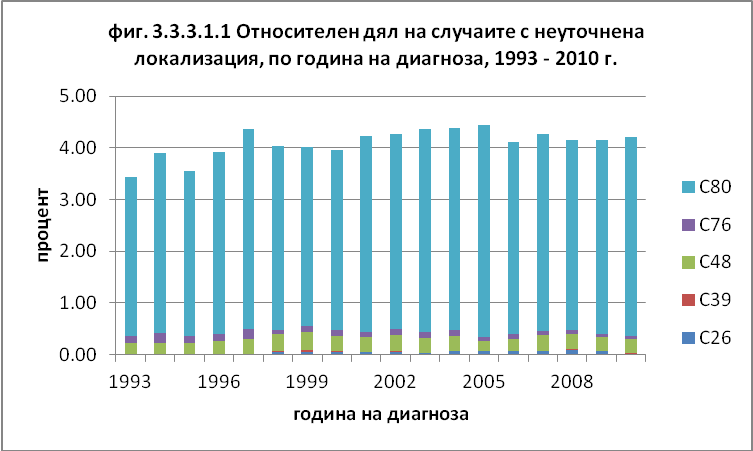 фиг. 3.3.3.1.1 Относителен дял на случаите с неуточнена
локализация, по година на диагноза, 1993 - 2010 г.
5.00
4.00
3.00
2.00
1.00
0.00
процент
1993
1996
1999
2002
2005
2008
година на диагноза
C80
C76
C48
C39
C26